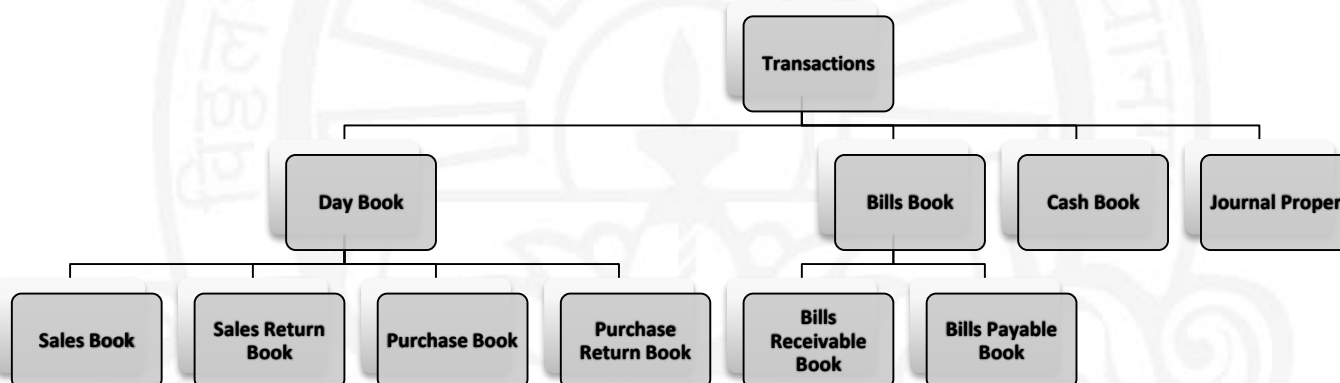 Transactions
Day Book
Bills Book
Cash Book
Journal Proper
Sales Book
Sales Return
Book
Purchase Book
Purchase
Return Book
Bills
Receivable
Book
Bills Payable
Book